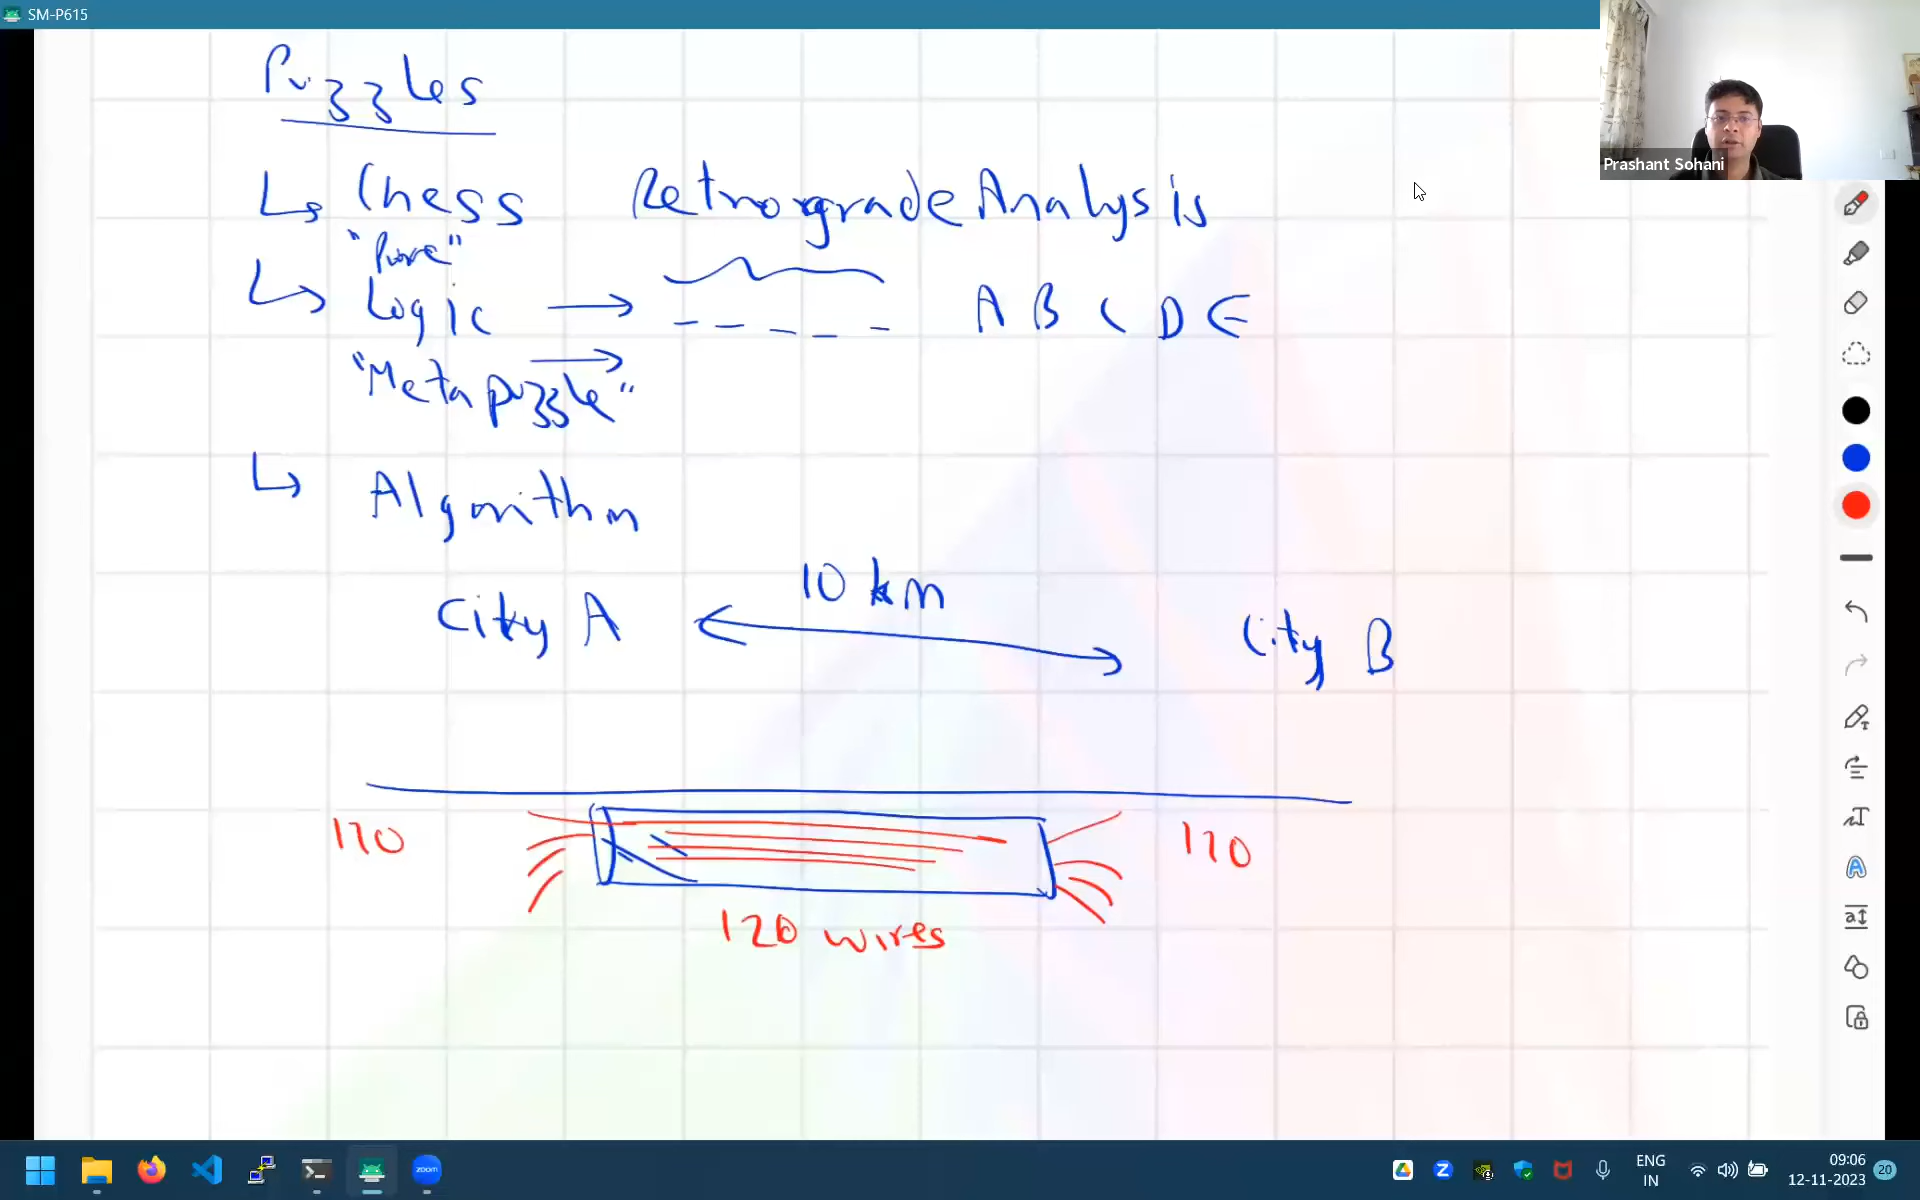 SM-P615
Prashant Sohani
Puzzles
Chess Retrograde Analysis
"Pure"
Logic → A B C D E
"Meta puzzle"
Algorithm
City A 10 km City B
120 120
120 wires
zoom
ENG
IN
09:06
12-11-2023
20